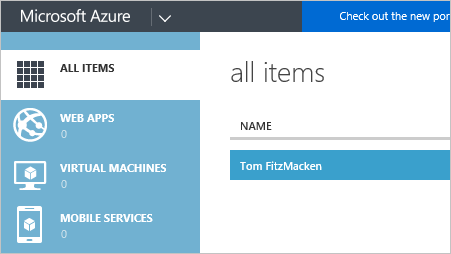 Microsoft Azure
Check out the new por
ALL ITEMS
all items
WEB APPS
0
NAME
VIRTUAL MACHINES
0
Tom FitzMacken
MOBILE SERVICES
0